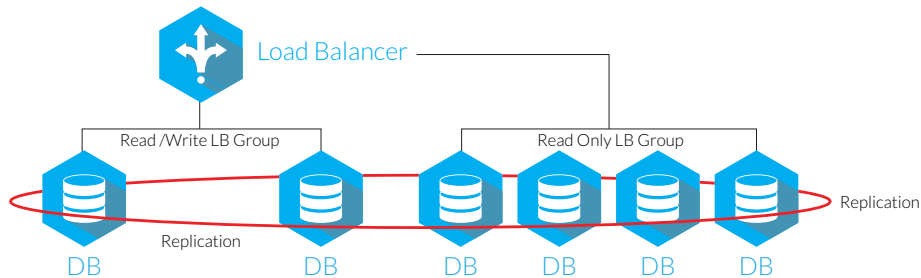 Load Balancer
Read /Write LB Group
Read Only LB Group
Replication
Replication
DB
DB
DB
DB
DB
DB